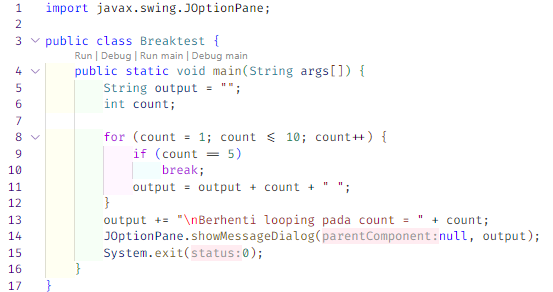 1 import javax.swing.JOptionPane;
2
3 public class Breaktest {
Run | Debug | Run main | Debug main
4 public static void main(String args[]) {
5 String output = "";
6 int count;
7
8 for (count = 1; count <= 10; count++) {
9 if (count == 5)
10 break;
11 output = output + count + " ";
12 }
13 output += "\nBerhenti looping pada count = " + count;
14 JOptionPane.showMessageDialog(parentComponent:null, output);
15 System.exit(status:0);
16 }
17 }